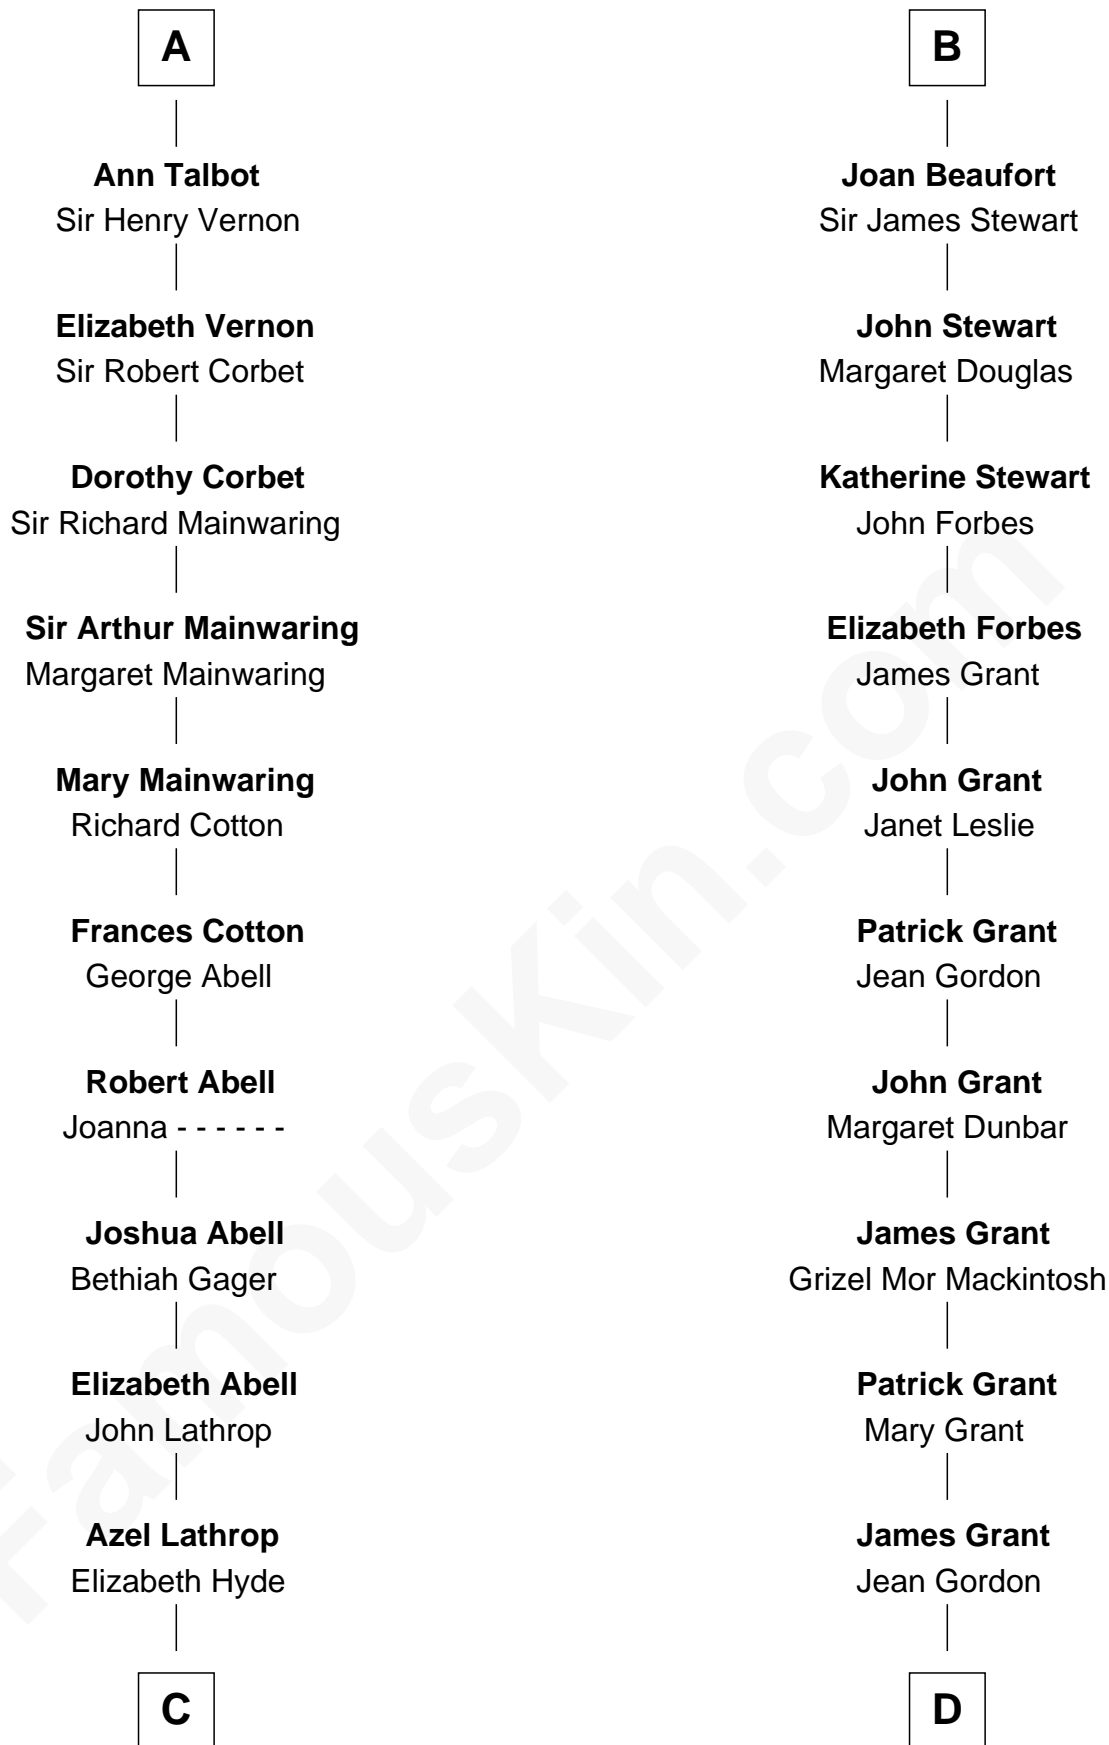 A
Ann Talbot
Sir Henry Vernon
Elizabeth Vernon
Sir Robert Corbet
Dorothy Corbet
Sir Richard Mainwaring
Sir Arthur Mainwaring
Margaret Mainwaring
Mary Mainwaring
Richard Cotton
Frances Cotton
George Abell
Robert Abell
Joanna - - - - - -
Joshua Abell
Bethiah Gager
Elizabeth Abell
John Lathrop
Azel Lathrop
Elizabeth Hyde
C
B
Joan Beaufort
Sir James Stewart
John Stewart
Margaret Douglas
Katherine Stewart
John Forbes
Elizabeth Forbes
James Grant
John Grant
Janet Leslie
Patrick Grant
Jean Gordon
John Grant
Margaret Dunbar
James Grant
Grizel Mor Mackintosh
Patrick Grant
Mary Grant
James Grant
Jean Gordon
D
FamousKin.com